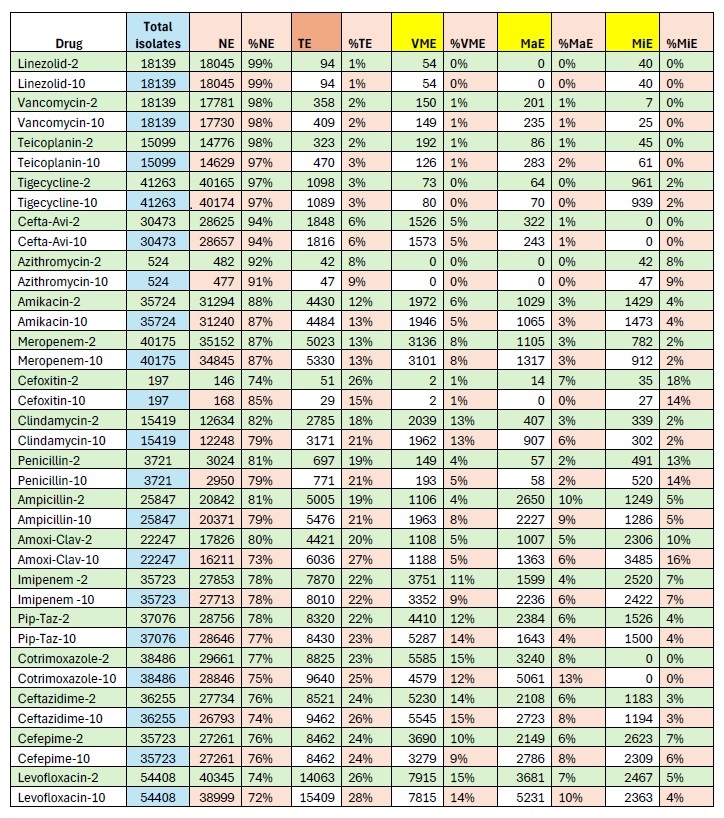 Drug Total isolates NE %NE TE %TE VME %VME MaE %MaE MiE %MiE
Linezolid-2 18139 18045 99% 94 1% 54 0% 0 0% 40 0%
Linezolid-10 18139 18045 99% 94 1% 54 0% 0 0% 40 0%
Vancomycin-2 18139 17781 98% 358 2% 150 1% 201 1% 7 0%
Vancomycin-10 18139 17730 98% 409 2% 149 1% 235 1% 25 0%
Teicoplanin-2 15099 14776 98% 323 2% 192 1% 86 1% 45 0%
Teicoplanin-10 15099 14629 97% 470 3% 126 1% 283 2% 61 0%
Tigecycline-2 41263 40165 97% 1098 3% 73 0% 64 0% 961 2%
Tigecycline-10 41263 40174 97% 1089 3% 80 0% 70 0% 939 2%
Cefta-Avi-2 30473 28625 94% 1848 6% 1526 5% 322 1% 0 0%
Cefta-Avi-10 30473 28657 94% 1816 6% 1573 5% 243 1% 0 0%
Azithromycin-2 524 482 92% 42 8% 0 0% 0 0% 42 8%
Azithromycin-10 524 477 91% 47 9% 0 0% 0 0% 47 9%
Amikacin-2 35724 31294 88% 4430 12% 1972 6% 1029 3% 1429 4%
Amikacin-10 35724 31240 87% 4484 13% 1946 5% 1065 3% 1473 4%
Meropenem-2 40175 35152 87% 5023 13% 3136 8% 1105 3% 782 2%
Meropenem-10 40175 34845 87% 5330 13% 3101 8% 1317 3% 912 2%
Cefoxitin-2 197 146 74% 51 26% 2 1% 14 7% 35 18%
Cefoxitin-10 197 168 85% 29 15% 2 1% 0 0% 27 14%
Clindamycin-2 15419 12634 82% 2785 18% 2039 13% 407 3% 339 2%
Clindamycin-10 15419 12248 79% 3171 21% 1962 13% 907 6% 302 2%
Penicillin-2 3721 3024 81% 697 19% 149 4% 57 2% 491 13%
Penicillin-10 3721 2950 79% 771 21% 193 5% 58 2% 520 14%
Ampicillin-2 25847 20842 81% 5005 19% 1106 4% 2650 10% 1249 5%
Ampicillin-10 25847 20371 79% 5476 21% 1963 8% 2227 9% 1286 5%
Amoxi-Clav-2 22247 17826 80% 4421 20% 1108 5% 1007 5% 2306 10%
Amoxi-Clav-10 22247 16211 73% 6036 27% 1188 5% 1363 6% 3485 16%
Imipenem -2 35723 27853 78% 7870 22% 3751 11% 1599 4% 2520 7%
Imipenem -10 35723 27713 78% 8010 22% 3352 9% 2236 6% 2422 7%
Pip-Taz-2 37076 28756 78% 8320 22% 4410 12% 2384 6% 1526 4%
Pip-Taz-10 37076 28646 77% 8430 23% 5287 14% 1643 4% 1500 4%
Cotrimoxazole-2 38486 29661 77% 8825 23% 5585 15% 3240 8% 0 0%
Cotrimoxazole-10 38486 28846 75% 9640 25% 4579 12% 5061 13% 0 0%
Ceftazidime-2 36255 27734 76% 8521 24% 5230 14% 2108 6% 1183 3%
Ceftazidime-10 36255 26793 74% 9462 26% 5545 15% 2723 8% 1194 3%
Cefepime-2 35723 27261 76% 8462 24% 3690 10% 2149 6% 2623 7%
Cefepime-10 35723 27261 76% 8462 24% 3279 9% 2786 8% 2309 6%
Levofloxacin-2 54408 40345 74% 14063 26% 7915 15% 3681 7% 2467 5%
Levofloxacin-10 54408 38999 72% 15409 28% 7815 14% 5231 10% 2363 4%